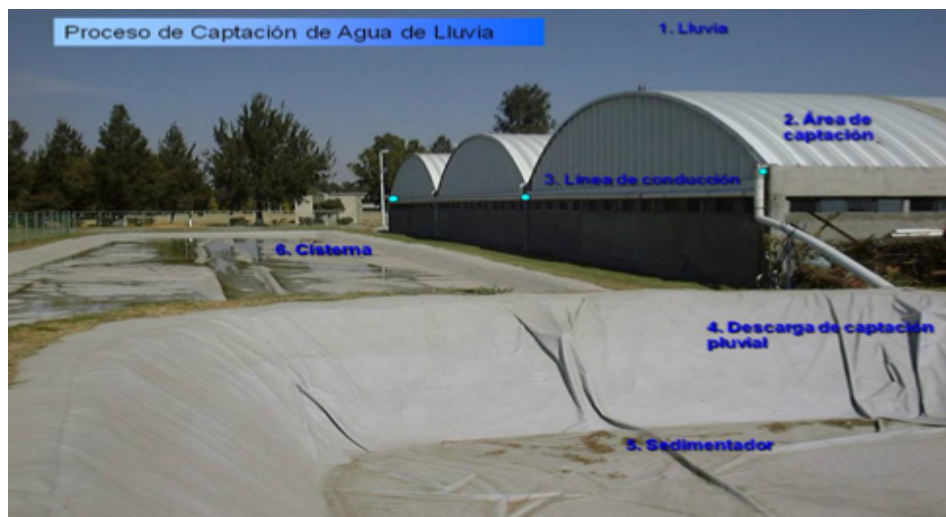 Proceso de Captación de Agua de Lluvia
1. Lluvia
2. Área de
captación
3. Línea de conducción
6. Cisterna
4. Descarga de captación
pluvial
5. Sedimentador